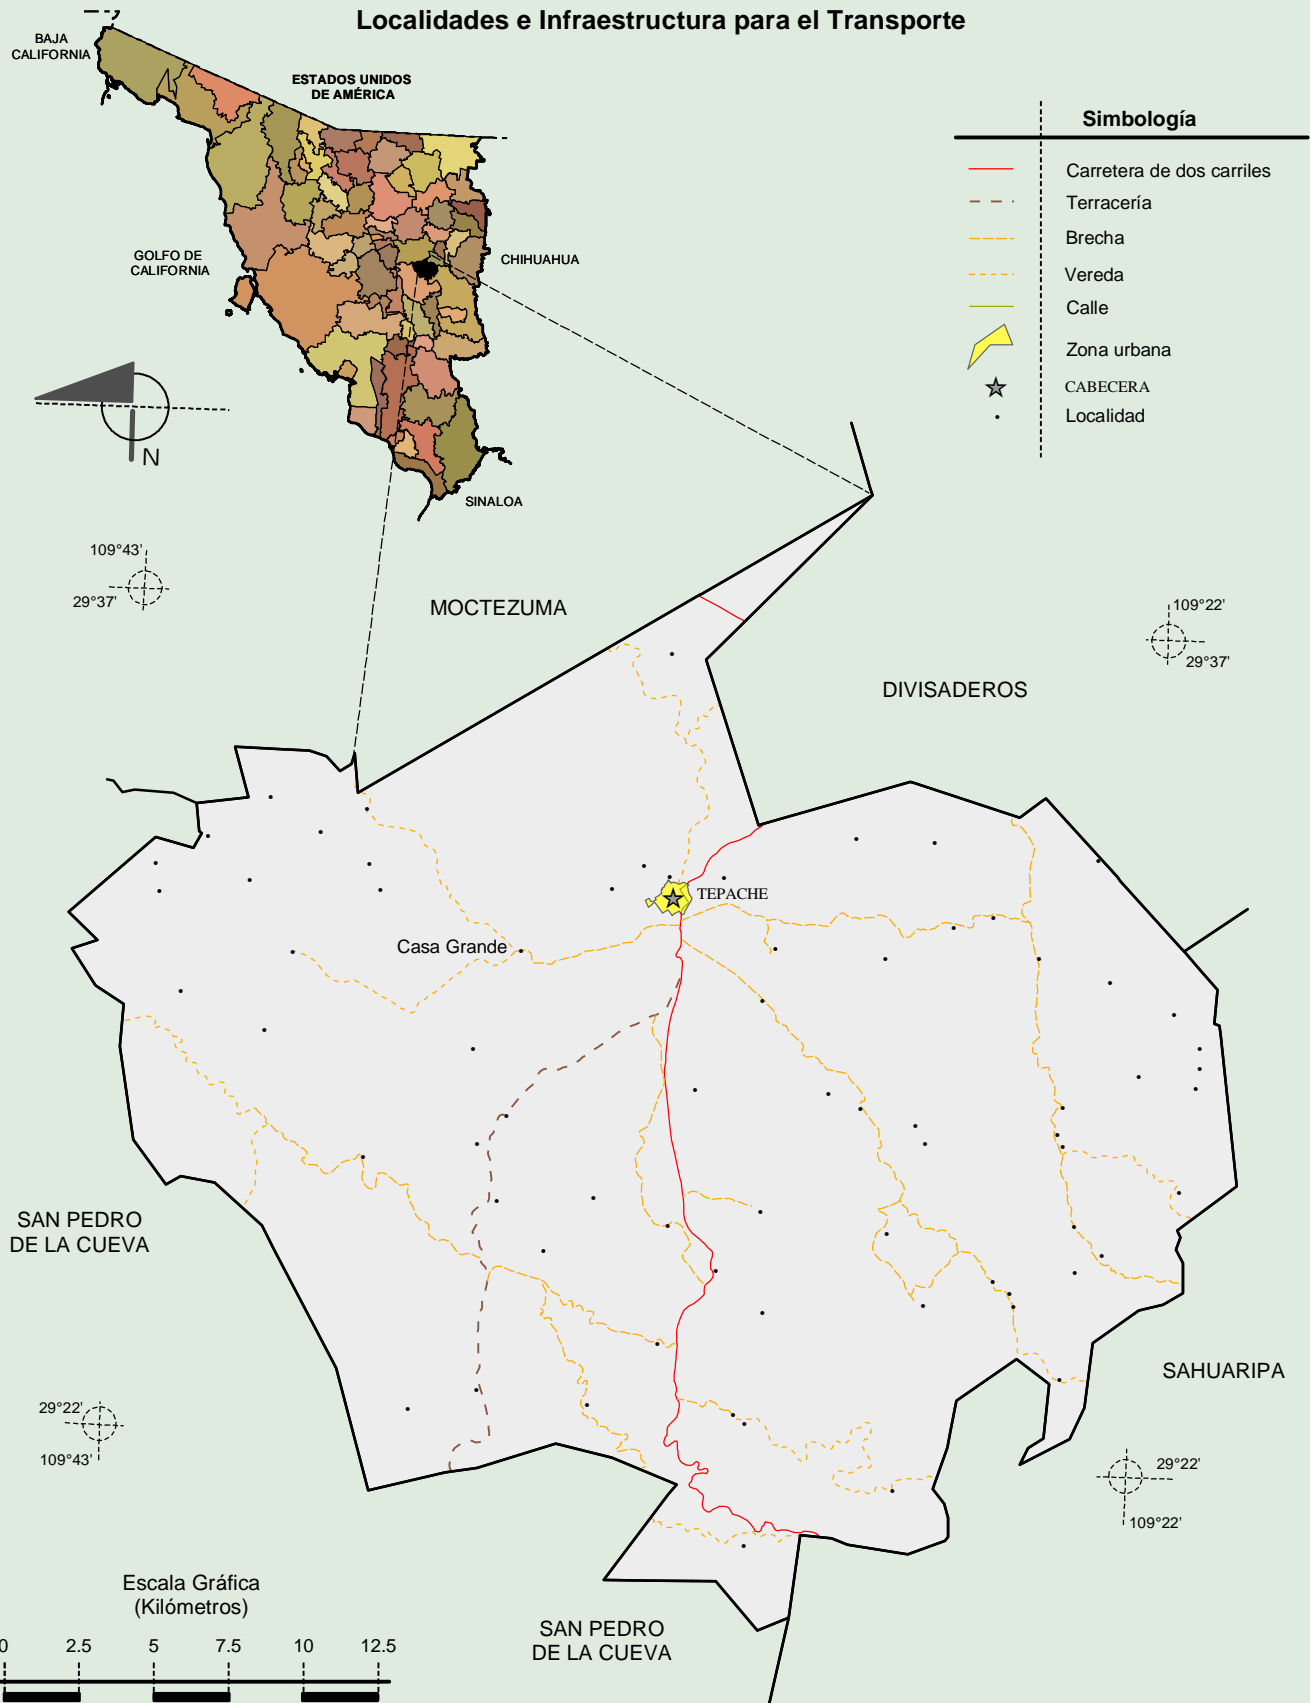 Localidades e Infraestructura para el Transporte
BAJA
CALIFORNIA
ESTADOS UNIDOS
DE AMÉRICA
GOLFO DE
CALIFORNIA
CHIHUAHUA
SINALOA
N
Simbología
Carretera de dos carriles
Terracería
Brecha
Vereda
Calle
Zona urbana
CABECERA
Localidad
109°43'
29°37'
MOCTEZUMA
109°22'
29°37'
DIVISADEROS
TEPACHE
Casa Grande
SAN PEDRO
DE LA CUEVA
SAHUARIPA
29°22'
109°43'
29°22'
109°22'
Escala Gráfica
(Kilómetros)
0 2.5 5 7.5 10 12.5
SAN PEDRO
DE LA CUEVA